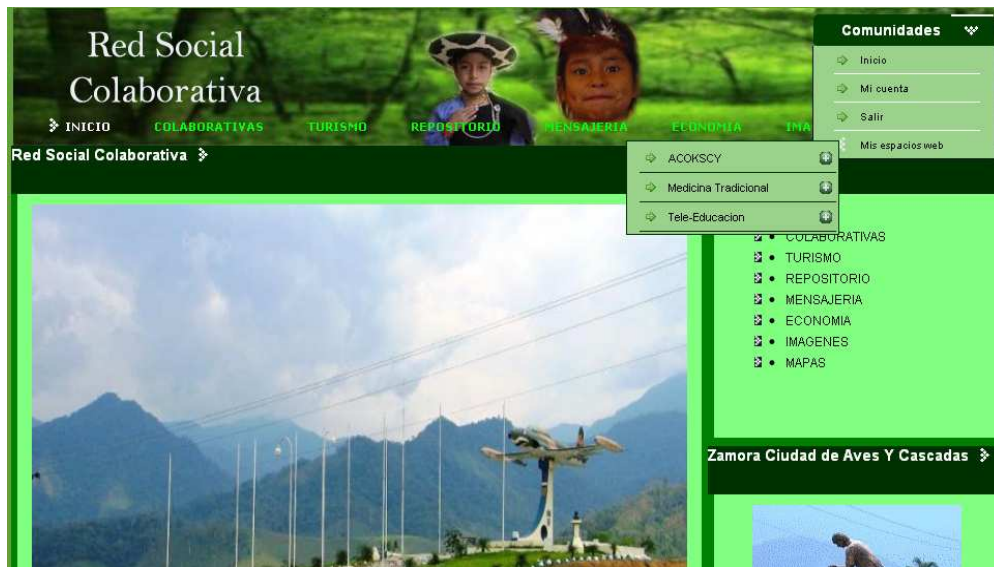 Red Social
Colaborativa
Comunidades
Inicio
Mi cuenta
Salir
Mis espacios web
INICIO COLABORATIVAS TURISMO REPOSITORIO MENSAJERIA ECONOMIA IMA
Red Social Colaborativa
ACOKSCY
Medicina Tradicional
Tele-Educacion
• COLABORATIVAS
• TURISMO
• REPOSITORIO
• MENSAJERIA
• ECONOMIA
• IMAGENES
• MAPAS
Zamora Ciudad de Aves Y Cascadas